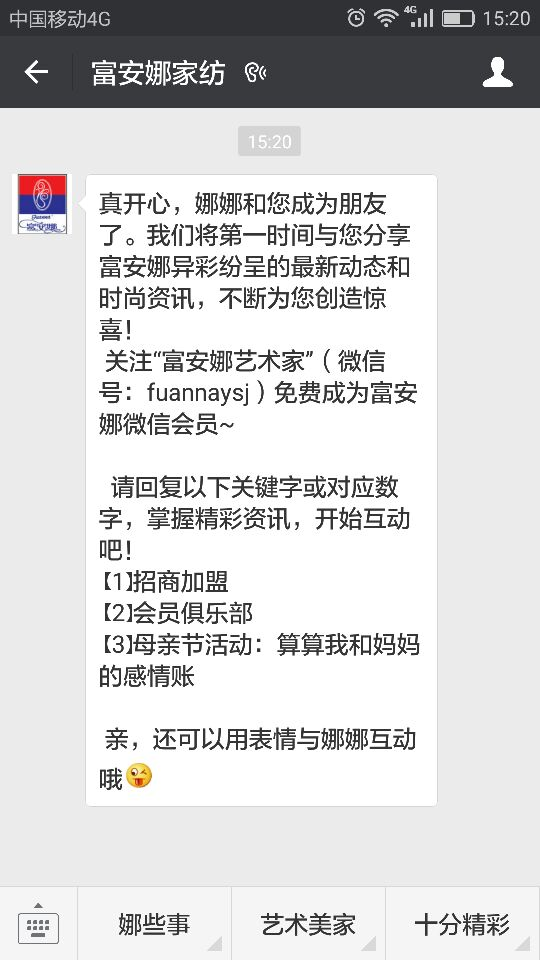 中国移动4G
4G
15:20
富安娜家纺
15:20
真开心，娜娜和您成为朋友
了。我们将第一时间与您分享
富安娜异彩纷呈的最新动态和
时尚资讯，不断为您创造惊
喜！
关注“富安娜艺术家”（微信
号：fuannaysj）免费成为富安
娜微信会员~
请回复以下关键字或对应数
字，掌握精彩资讯，开始互动
吧！
【1】招商加盟
【2】会员俱乐部
【3】母亲节活动：算算我和妈妈
的感情账
亲，还可以用表情与娜娜互动
哦
娜些事
艺术美家
十分精彩